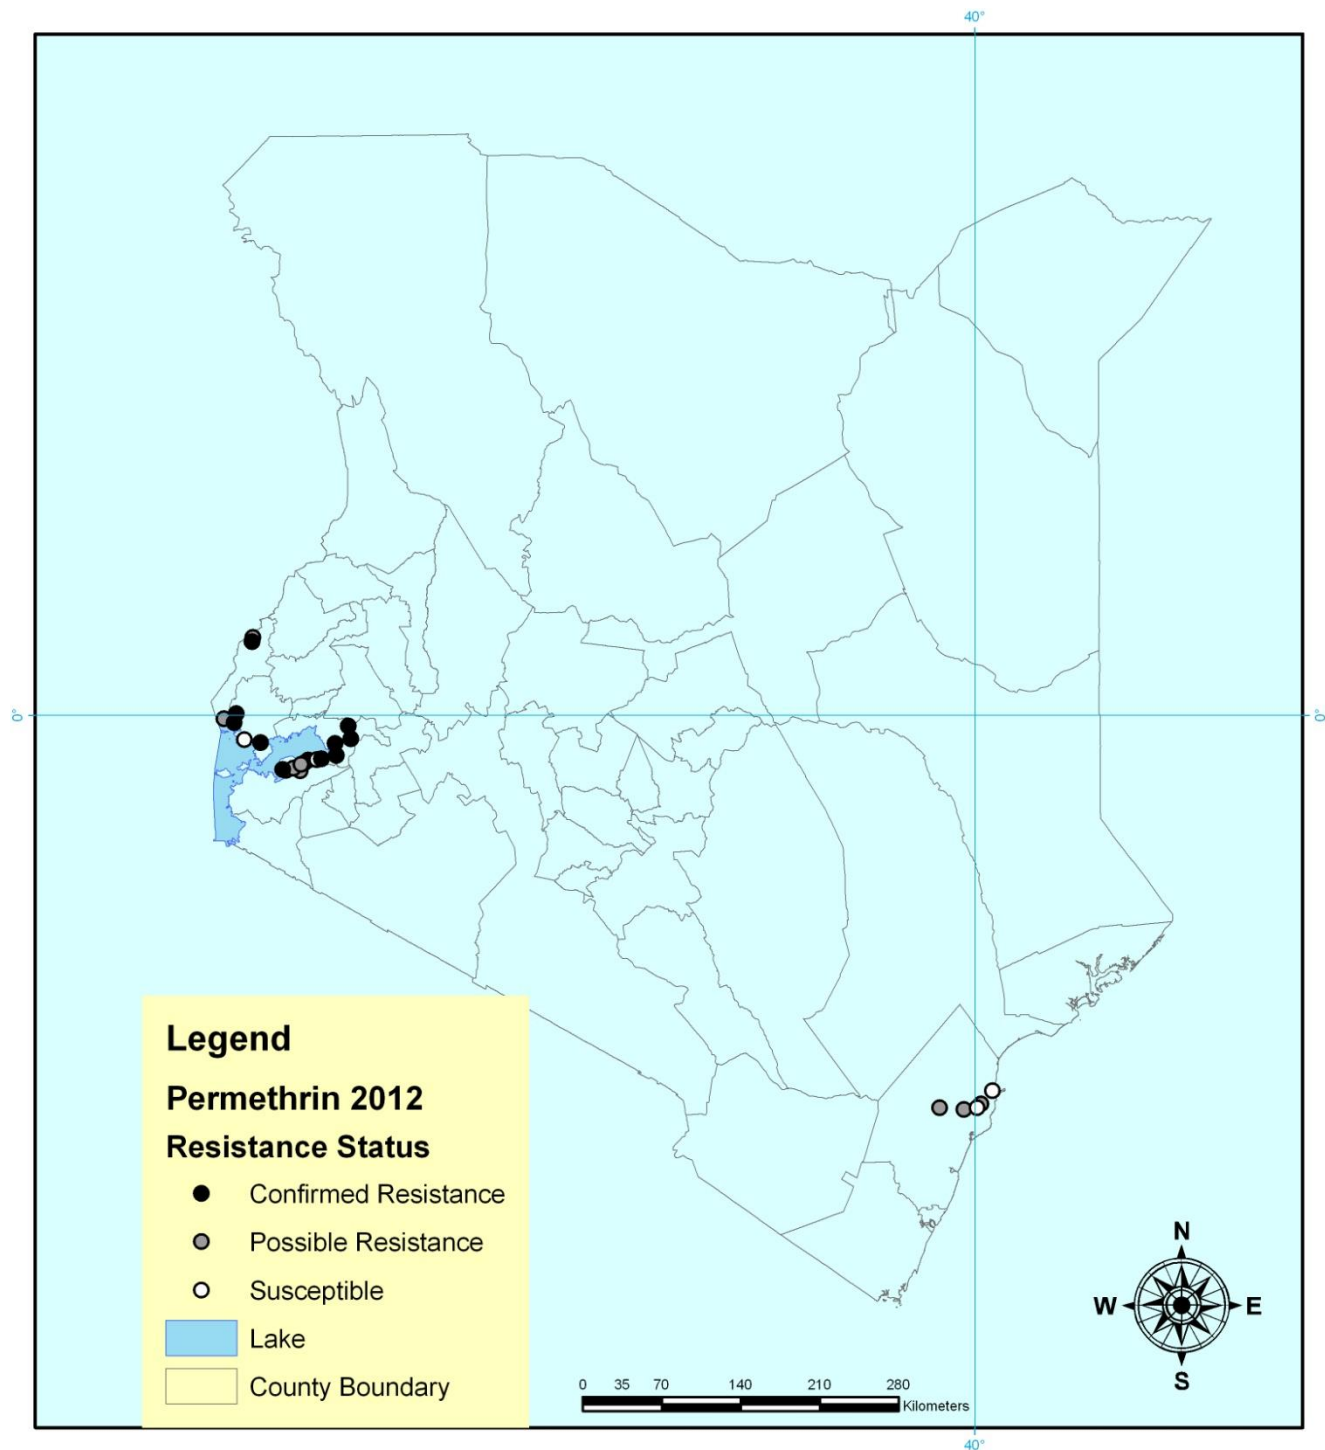 40°
0°
0°
Legend
Permethrin 2012
Resistance Status
Confirmed Resistance
Possible Resistance
Susceptible
Lake
County Boundary
N
W E
S
0 35 70 140 210 280
Kilometers
40°